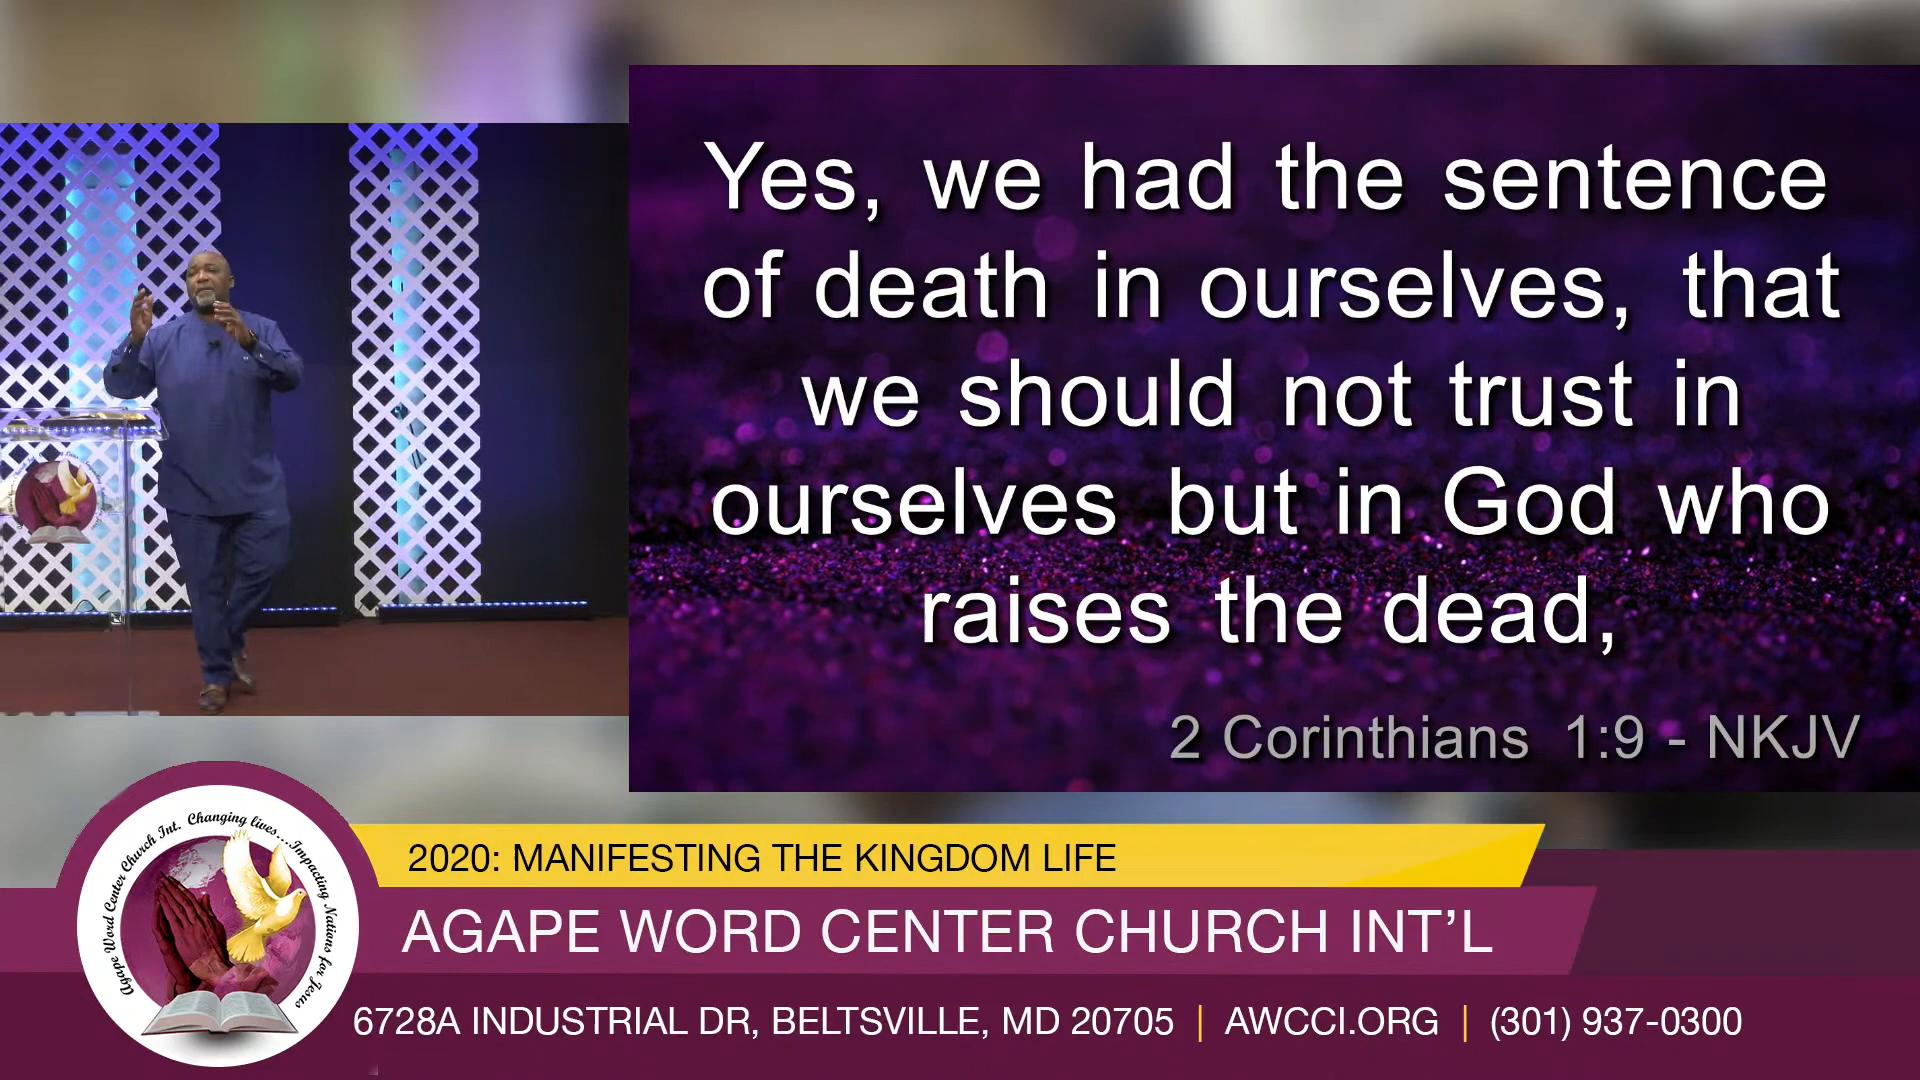 Yes, we had the sentence
of death in ourselves, that
we should not trust in
ourselves but in God who
raises the dead,
2 Corinthians 1:9 - NKJV
Agape Word Center Church Int. Changing lives...Impacting Nations for Jesus
2020: MANIFESTING THE KINGDOM LIFE
AGAPE WORD CENTER CHURCH INT'L
6728A INDUSTRIAL DR, BELTSVILLE, MD 20705 | AWCCI.ORG | (301) 937-0300